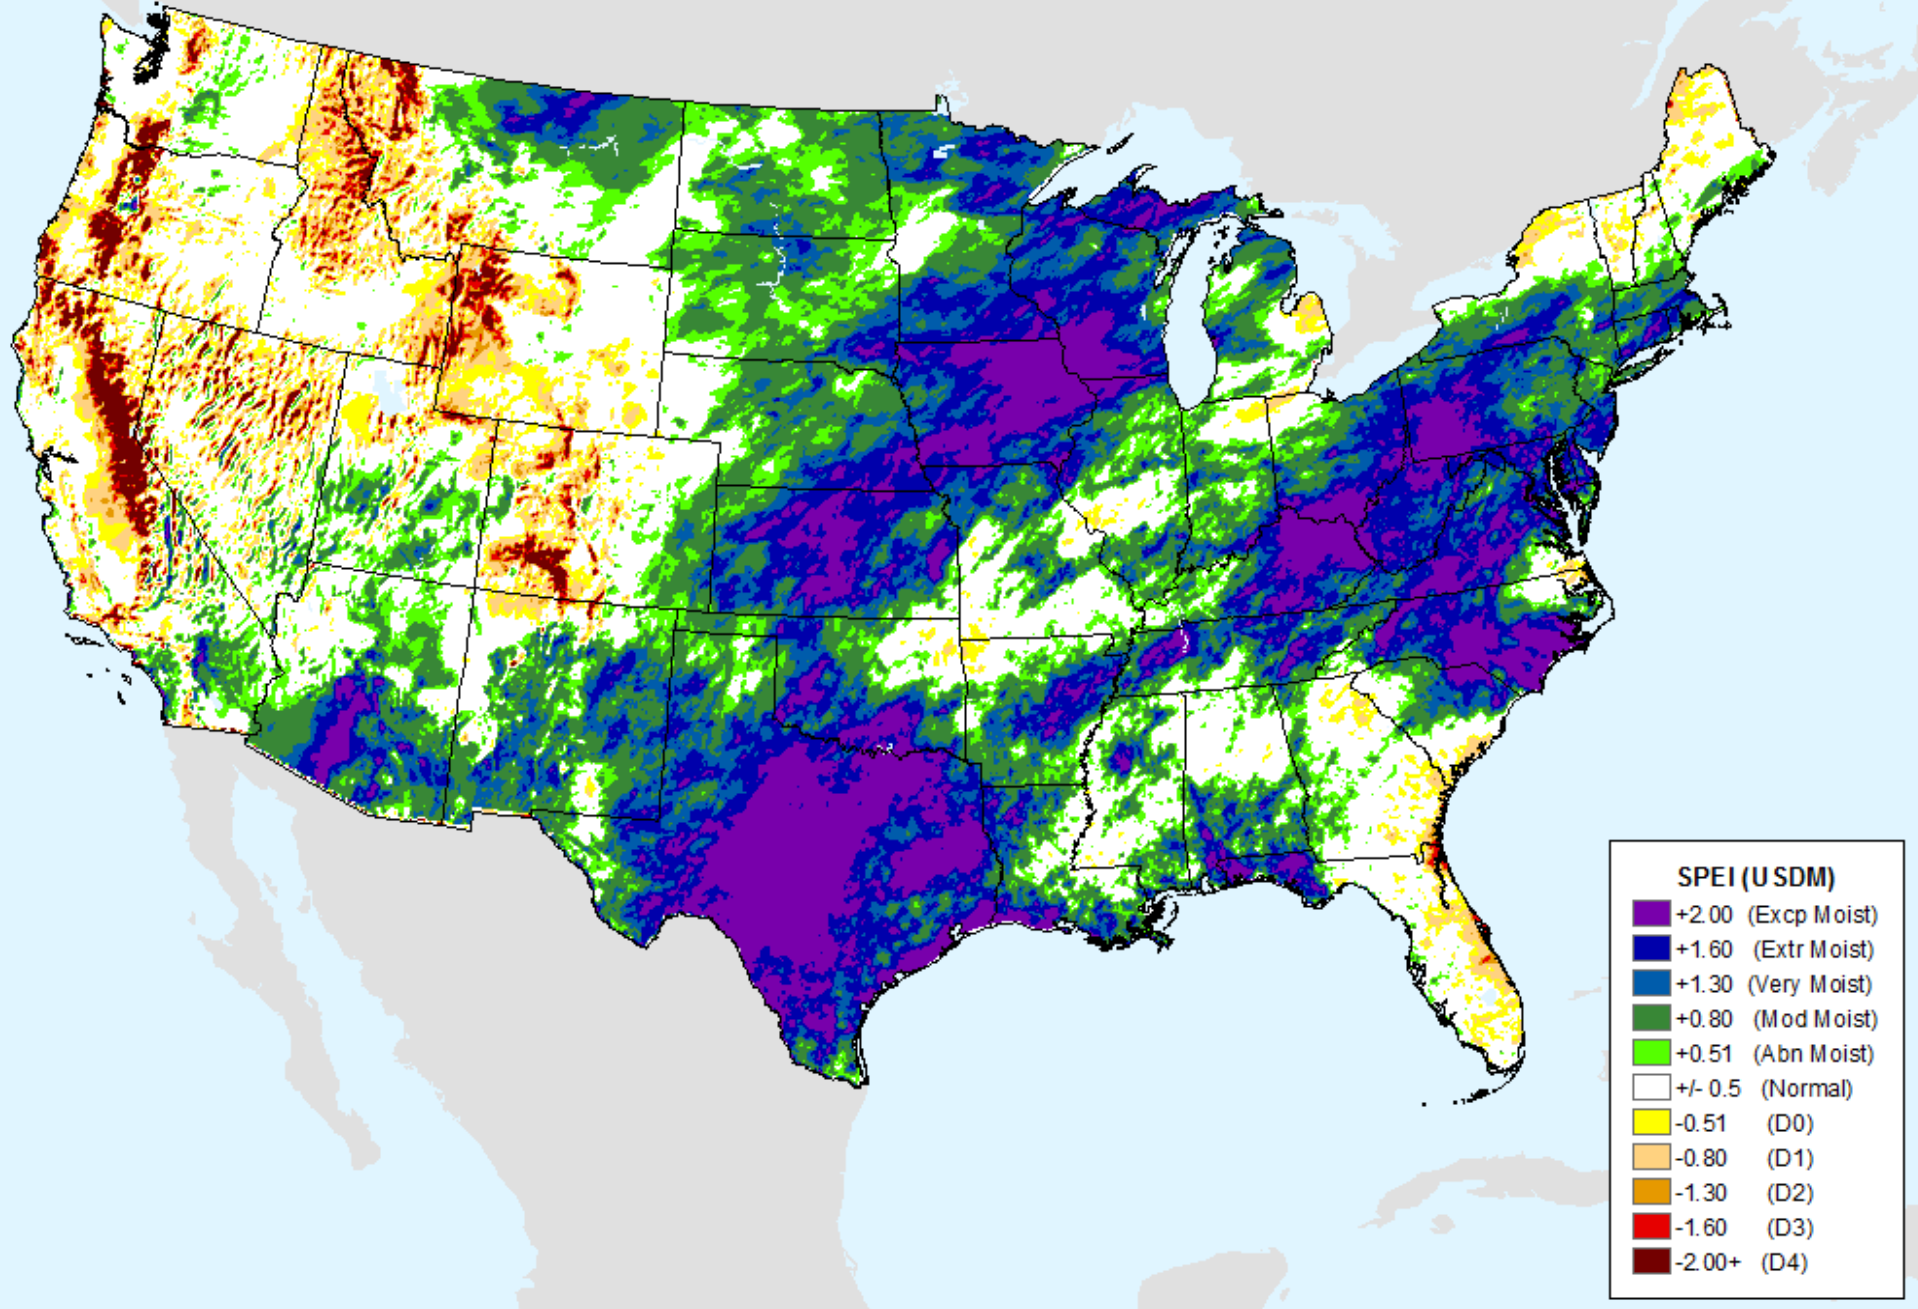 SPEI (USDM)
+2.00 (Excp Moist)
+1.60 (Extr Moist)
+1.30 (Very Moist)
+0.80 (Mod Moist)
+0.51 (Abn Moist)
+/- 0.5 (Normal)
-0.51 (D0)
-0.80 (D1)
-1.30 (D2)
-1.60 (D3)
-2.00+ (D4)